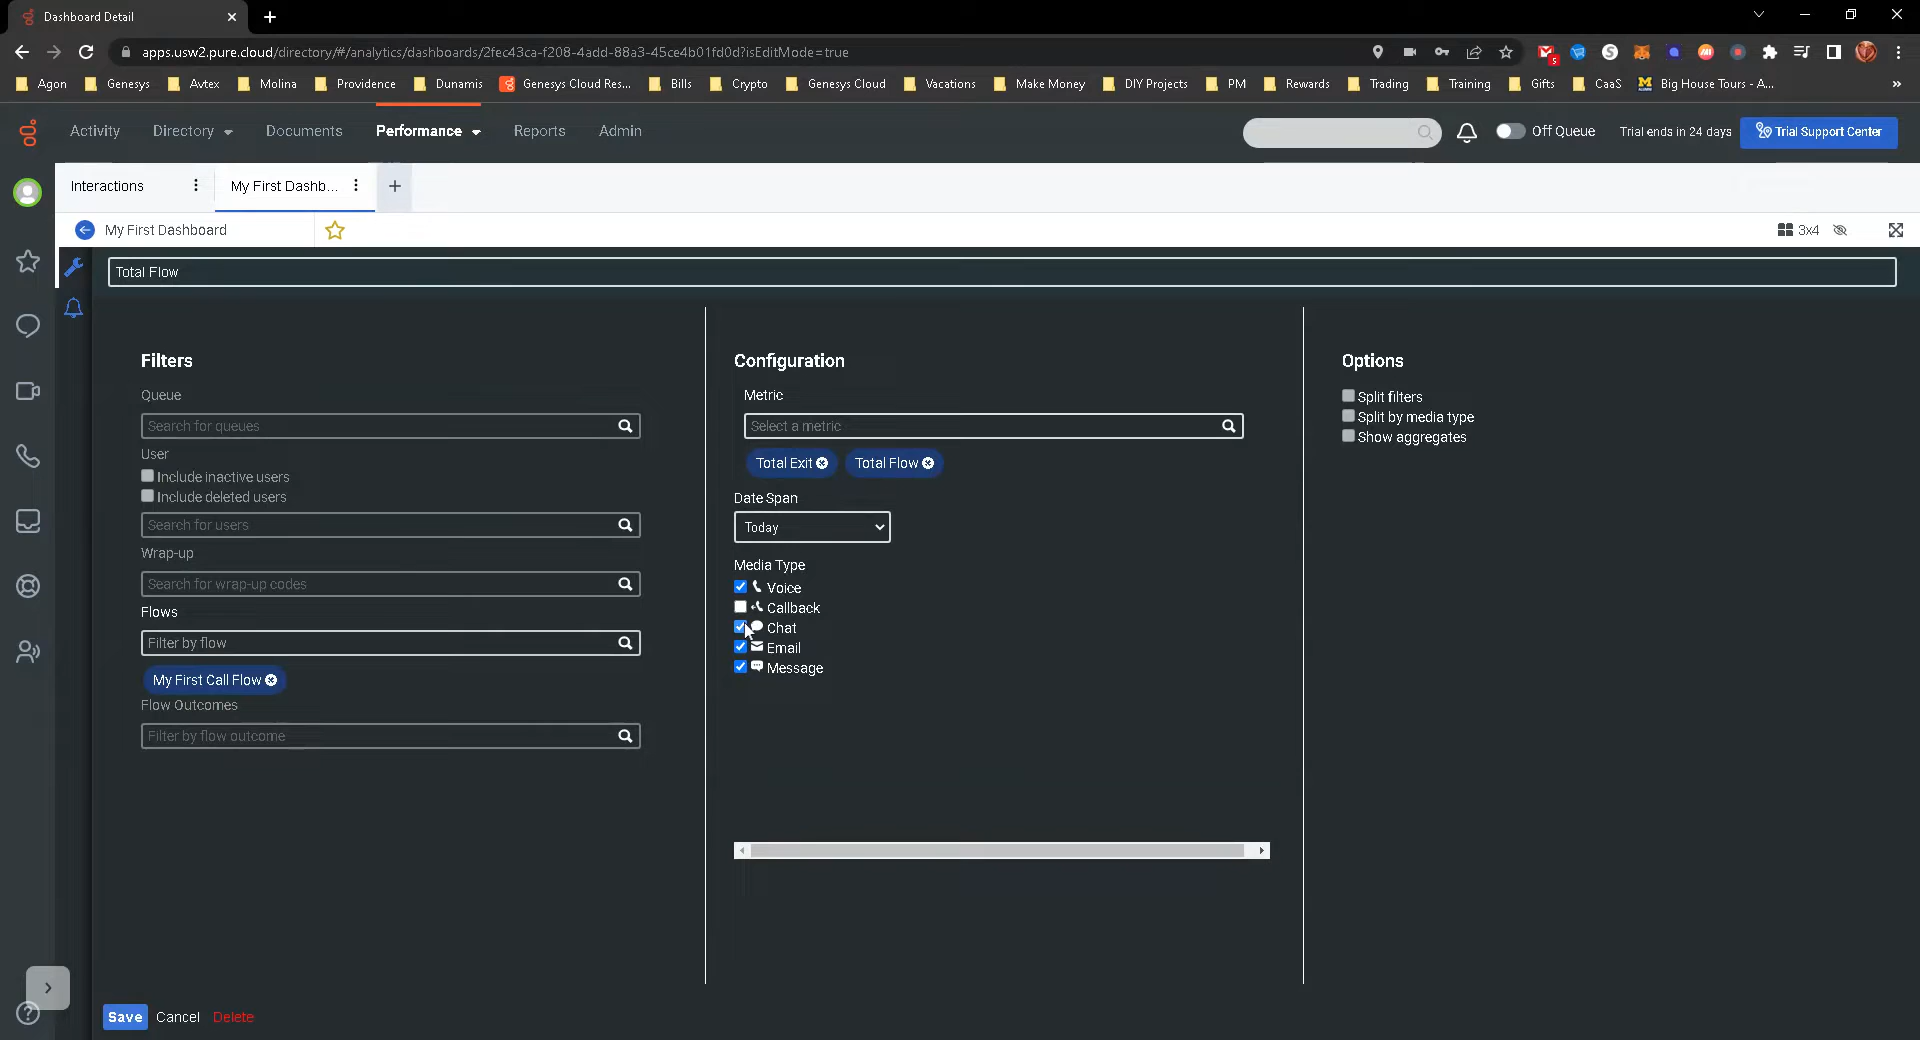 Dashboard Detail
apps.usw2.pure.cloud/directory/#/analytics/dashboards/2fec43ca-f208-4add-88a3-45ce4b01fd0d?isEditMode=true
5
Agon Genesys Avtex Molina Providence Dunamis Genesys Cloud Res... Bills Crypto Genesys Cloud Vacations Make Money DIY Projects PM Rewards Trading Training Gifts CaaS Big House Tours - A... »
Activity Directory Documents Performance Reports Admin Off Queue Trial ends in 24 days Trial Support Center
Interactions My First Dashb...
My First Dashboard 3x4
Total Flow
Filters
Queue
Search for queues
User
Include inactive users
Include deleted users
Search for users
Wrap-up
Search for wrap-up codes
Flows
Filter by flow
My First Call Flow
Flow Outcomes
Filter by flow outcome
Configuration
Metric
Select a metric
Total Exit Total Flow
Date Span
Today
Media Type
Voice
Callback
Chat
Email
Message
Options
Split filters
Split by media type
Show aggregates
Save Cancel Delete